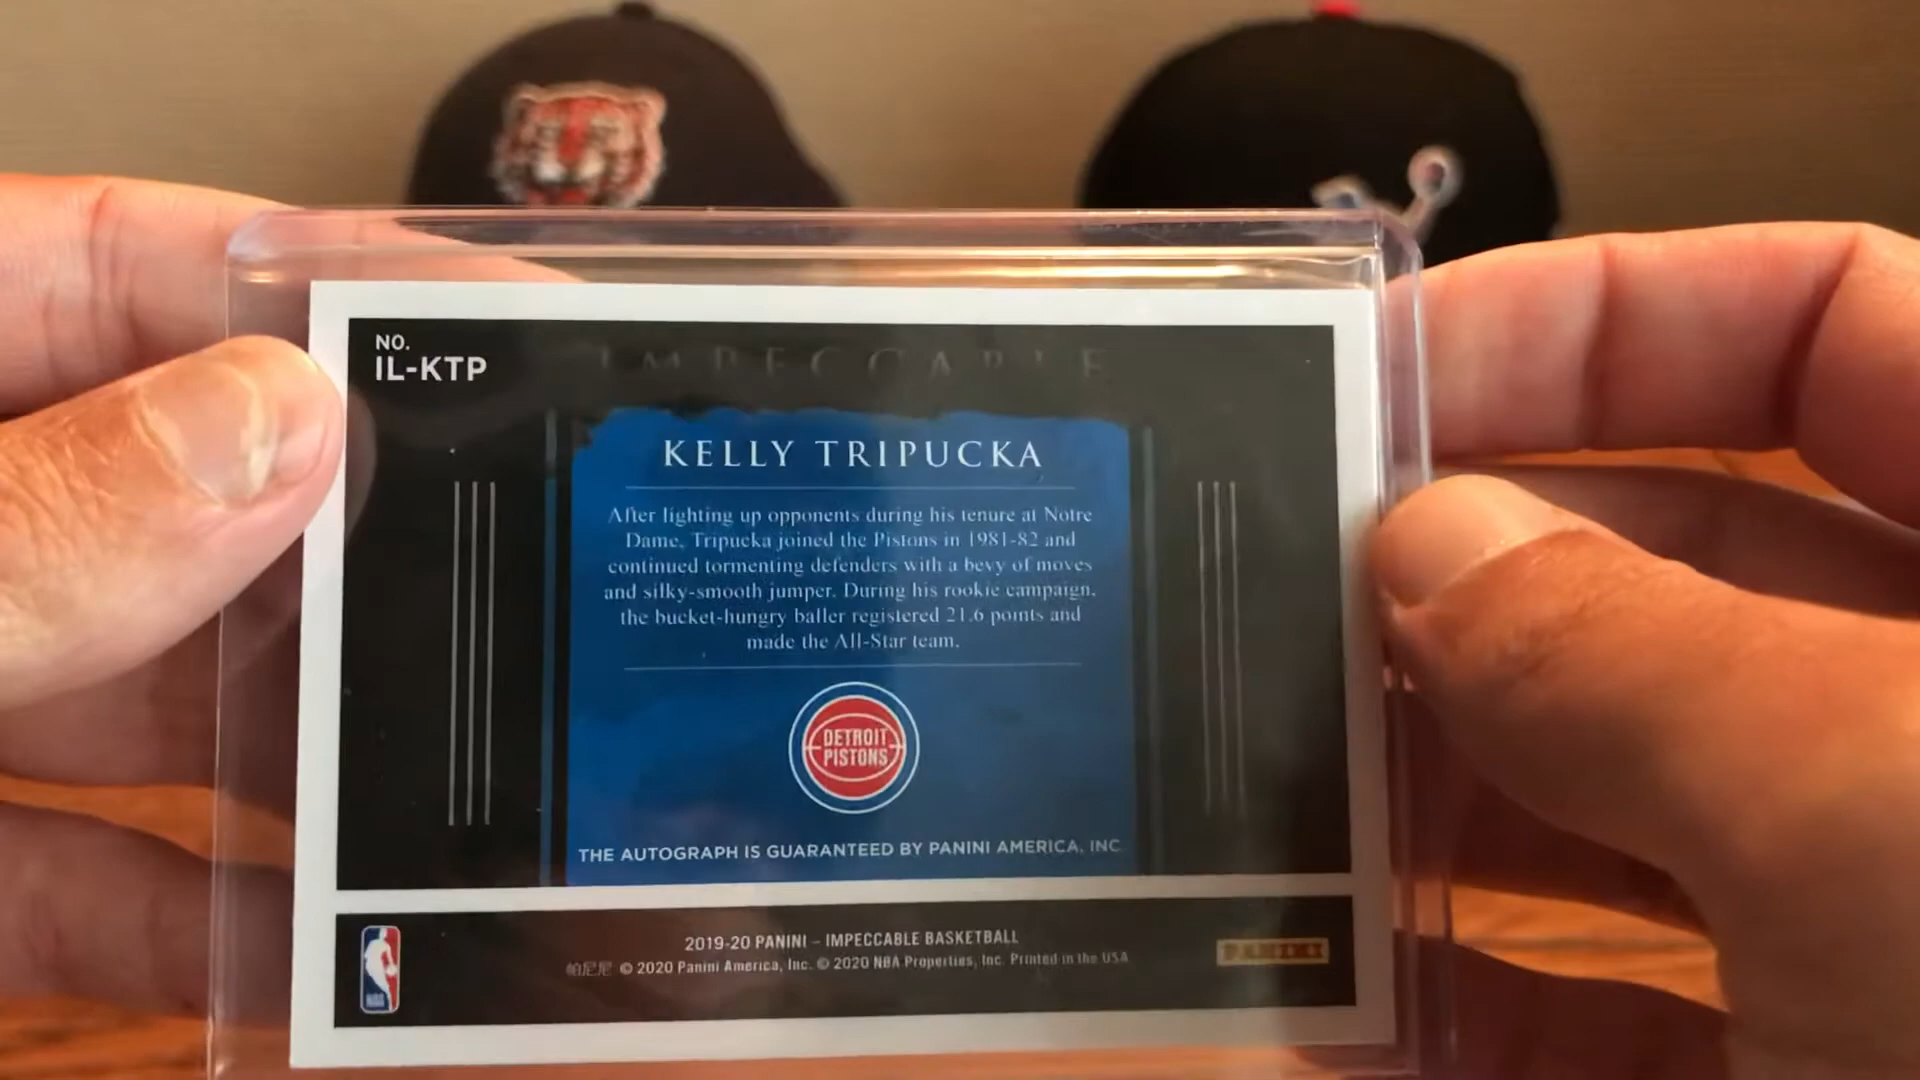 NO.
IL-KTP
IMPECCABLE
KELLY TRIPUCKA
After lighting up opponents during his tenure at Notre
Dame, Tripucka joined the Pistons in 1981-82 and
continued tormenting defenders with a bevy of moves
and silky-smooth jumper. During his rookie campaign,
the bucket-hungry baller registered 21.6 points and
made the All-Star team.
DETROIT
PISTONS
THE AUTOGRAPH IS GUARANTEED BY PANINI AMERICA, INC.
NBA
2019-20 PANINI – IMPECCABLE BASKETBALL
帕尼尼 © 2020 Panini America, Inc. © 2020 NBA Properties, Inc. Printed in the USA
PANINI